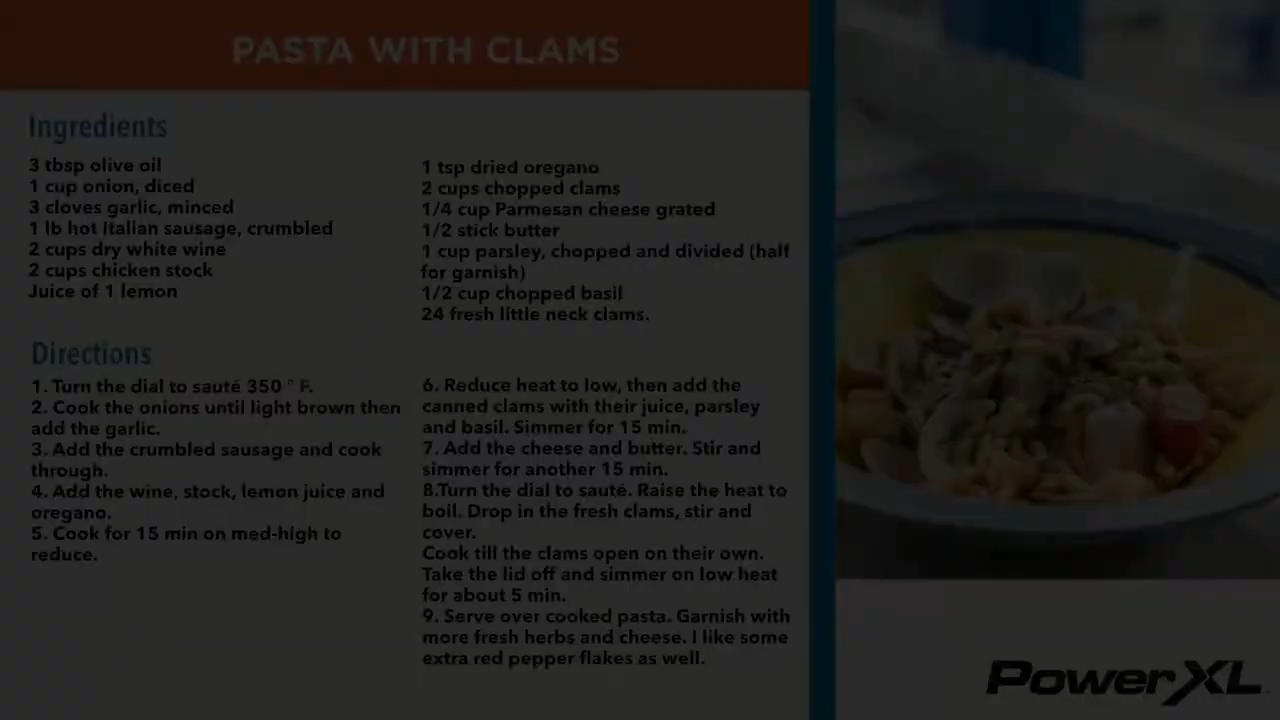 PASTA WITH CLAMS
Ingredients
3 tbsp olive oil
1 cup onion, diced
3 cloves garlic, minced
1 lb hot Italian sausage, crumbled
2 cups dry white wine
2 cups chicken stock
Juice of 1 lemon
1 tsp dried oregano
2 cups chopped clams
1/4 cup Parmesan cheese grated
1/2 stick butter
1 cup parsley, chopped and divided (half
for garnish)
1/2 cup chopped basil
24 fresh little neck clams.
Directions
1. Turn the dial to sauté 350 ° F.
2. Cook the onions until light brown then
add the garlic.
3. Add the crumbled sausage and cook
through.
4. Add the wine, stock, lemon juice and
oregano.
5. Cook for 15 min on med-high to
reduce.
6. Reduce heat to low, then add the
canned clams with their juice, parsley
and basil. Simmer for 15 min.
7. Add the cheese and butter. Stir and
simmer for another 15 min.
8.Turn the dial to sauté. Raise the heat to
boil. Drop in the fresh clams, stir and
cover.
Cook till the clams open on their own.
Take the lid off and simmer on low heat
for about 5 min.
9. Serve over cooked pasta. Garnish with
more fresh herbs and cheese. I like some
extra red pepper flakes as well.
PowerXL